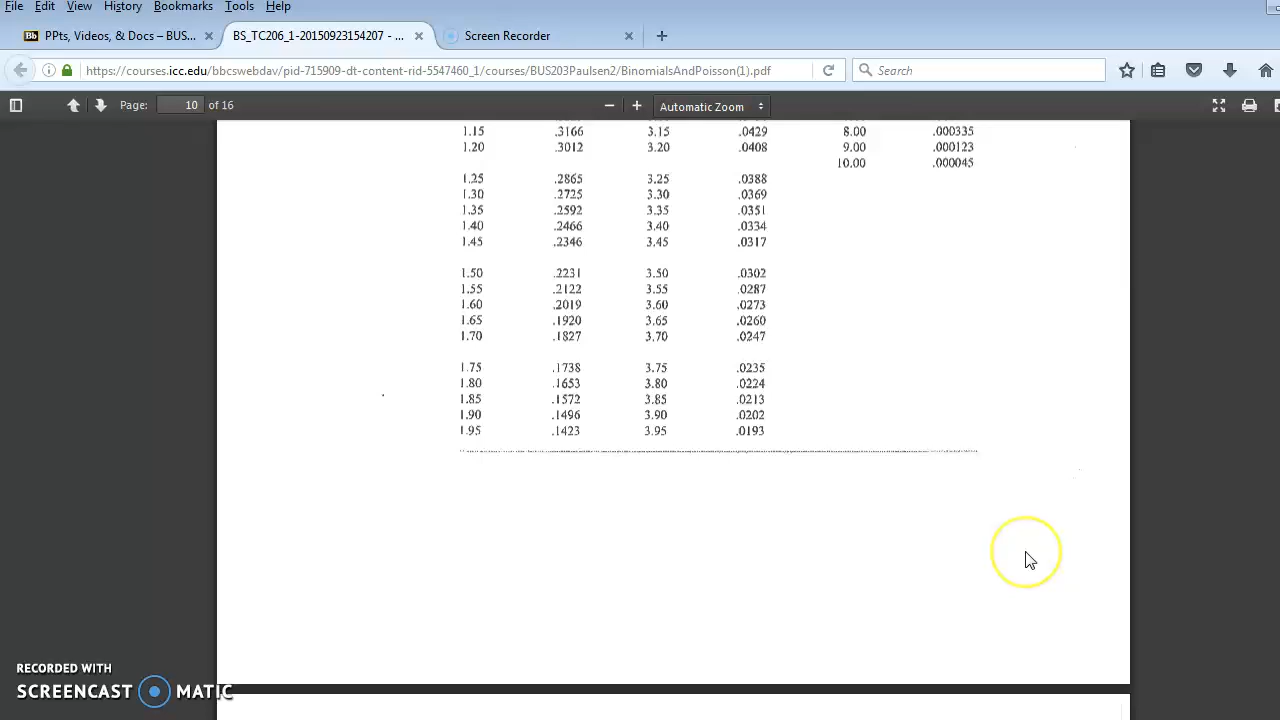 File Edit View History Bookmarks Tools Help
Bb PPts, Videos, & Docs – BUS... × BS_TC206_1-20150923154207 - ... × Screen Recorder × +
https://courses.icc.edu/bbcswebdav/pid-715909-dt-content-rid-5547460_1/courses/BUS203Paulsen2/BinomialsAndPoisson(1).pdf Search
Page: 10 of 16 − + Automatic Zoom
1.15 .3166 3.15 .0429 8.00 .000335
1.20 .3012 3.20 .0408 9.00 .000123
10.00 .000045
1.25 .2865 3.25 .0388
1.30 .2725 3.30 .0369
1.35 .2592 3.35 .0351
1.40 .2466 3.40 .0334
1.45 .2346 3.45 .0317
1.50 .2231 3.50 .0302
1.55 .2122 3.55 .0287
1.60 .2019 3.60 .0273
1.65 .1920 3.65 .0260
1.70 .1827 3.70 .0247
1.75 .1738 3.75 .0235
1.80 .1653 3.80 .0224
1.85 .1572 3.85 .0213
1.90 .1496 3.90 .0202
1.95 .1423 3.95 .0193
RECORDED WITH
SCREENCAST MATIC